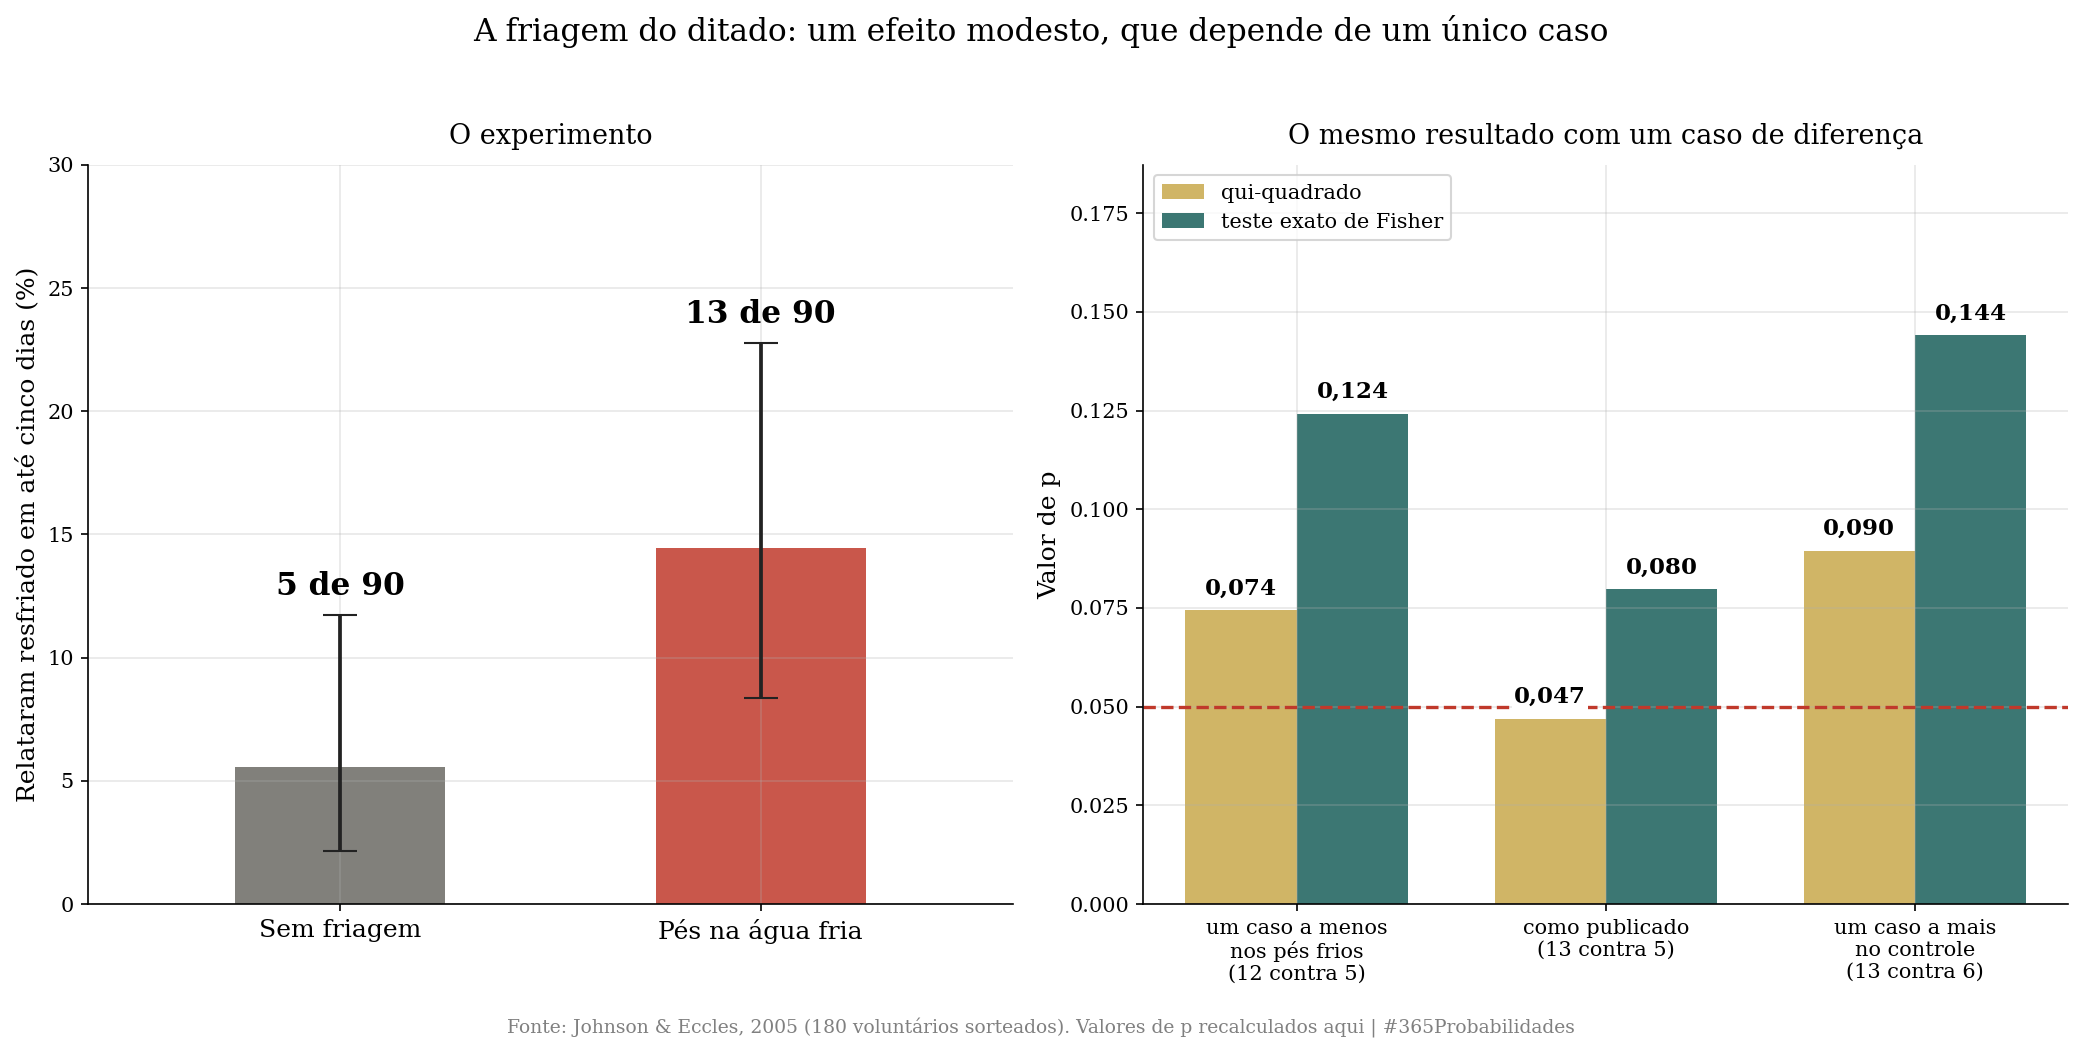 A friagem do ditado: um efeito modesto, que depende de um único caso
O experimento
Relataram resfriado em até cinco dias (%)
30
25
20
15
10
5
0
5 de 90
13 de 90
Sem friagem
Pés na água fria
O mesmo resultado com um caso de diferença
qui-quadrado
teste exato de Fisher
Valor de p
0.175
0.150
0.125
0.100
0.075
0.050
0.025
0.000
0,074
0,124
0,047
0,080
0,090
0,144
um caso a menos
nos pés frios
(12 contra 5)
como publicado
(13 contra 5)
um caso a mais
no controle
(13 contra 6)
Fonte: Johnson & Eccles, 2005 (180 voluntários sorteados). Valores de p recalculados aqui | #365Probabilidades